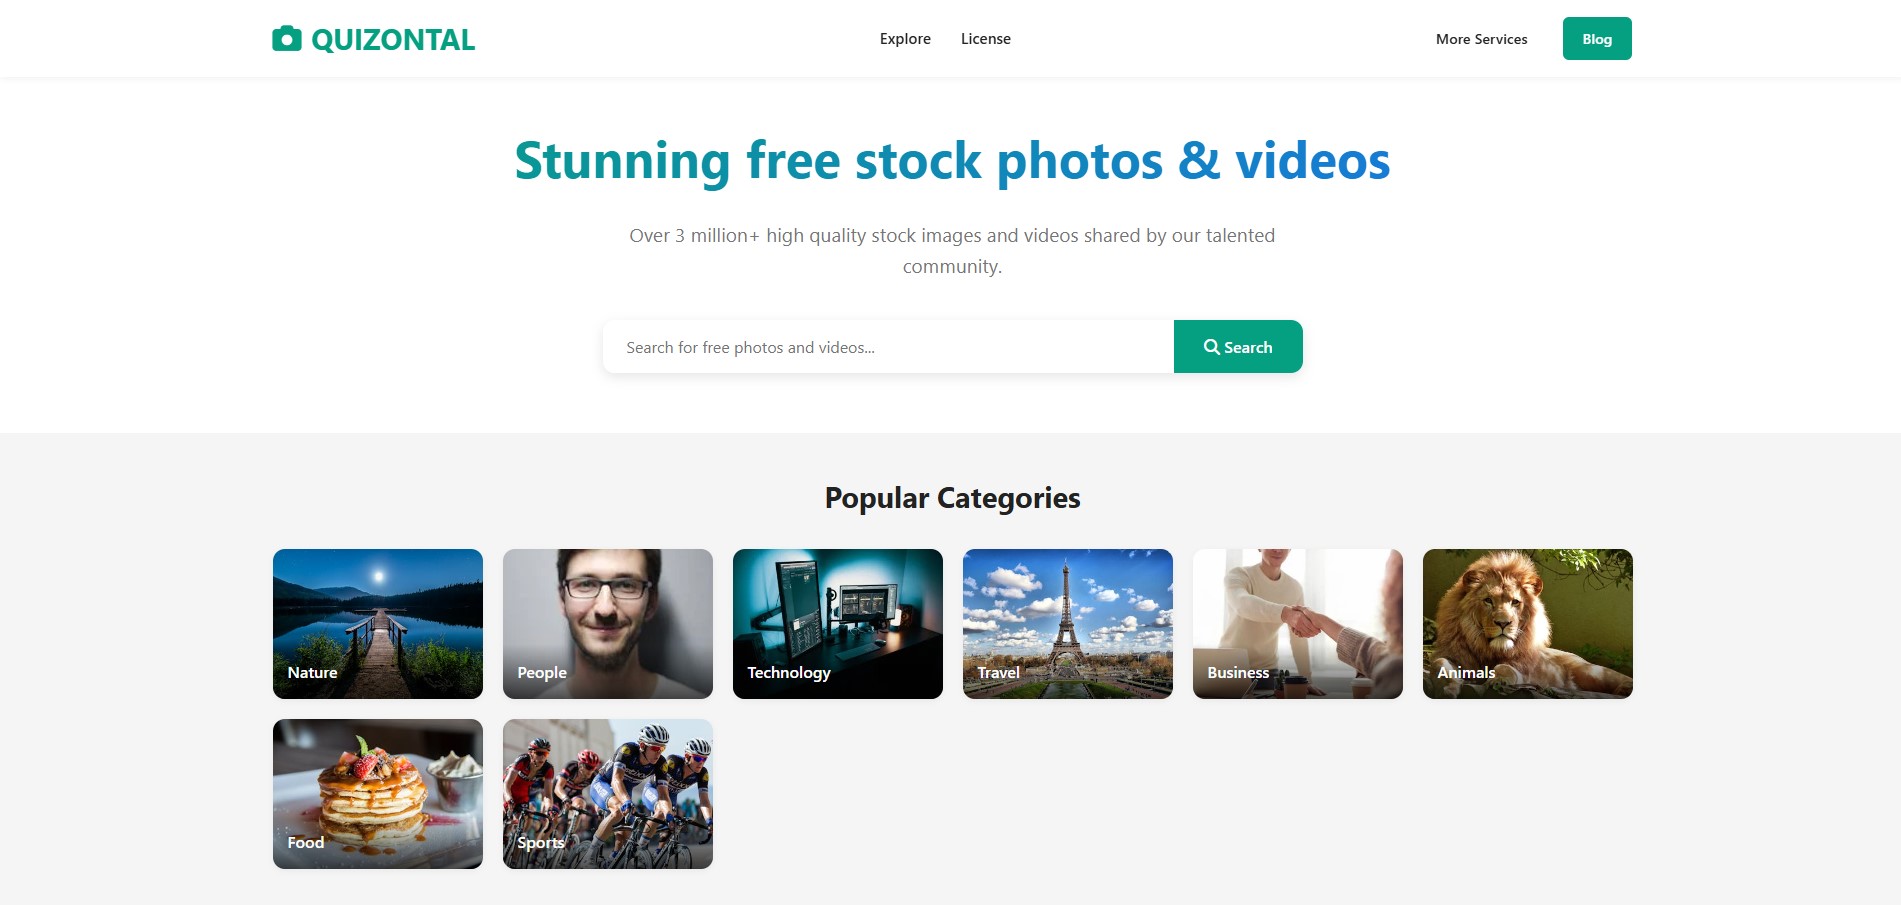 QUIZONTAL
Explore
License
More Services
Blog
Stunning free stock photos & videos
Over 3 million+ high quality stock images and videos shared by our talented
community.
Search for free photos and videos...
Search
Popular Categories
Nature
People
Technology
Travel
Business
Animals
Food
Sports